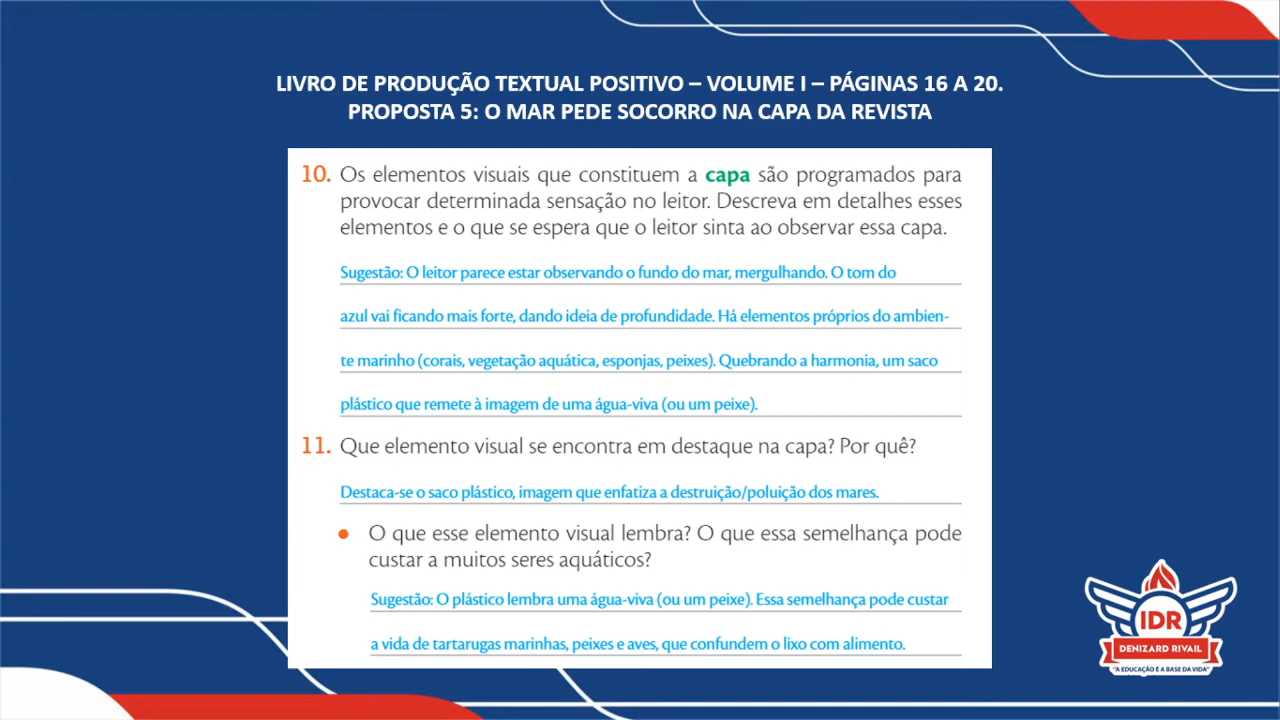 LIVRO DE PRODUÇÃO TEXTUAL POSITIVO – VOLUME I – PÁGINAS 16 A 20.
PROPOSTA 5: O MAR PEDE SOCORRO NA CAPA DA REVISTA
10. Os elementos visuais que constituem a capa são programados para
provocar determinada sensação no leitor. Descreva em detalhes esses
elementos e o que se espera que o leitor sinta ao observar essa capa.
Sugestão: O leitor parece estar observando o fundo do mar, mergulhando. O tom do
azul vai ficando mais forte, dando ideia de profundidade. Há elementos próprios do ambien-
te marinho (corais, vegetação aquática, esponjas, peixes). Quebrando a harmonia, um saco
plástico que remete à imagem de uma água-viva (ou um peixe).
11. Que elemento visual se encontra em destaque na capa? Por quê?
Destaca-se o saco plástico, imagem que enfatiza a destruição/poluição dos mares.
• O que esse elemento visual lembra? O que essa semelhança pode
custar a muitos seres aquáticos?
Sugestão: O plástico lembra uma água-viva (ou um peixe). Essa semelhança pode custar
a vida de tartarugas marinhas, peixes e aves, que confundem o lixo com alimento.
IDR
DENIZARD RIVAIL
"A EDUCAÇÃO É A BASE DA VIDA"